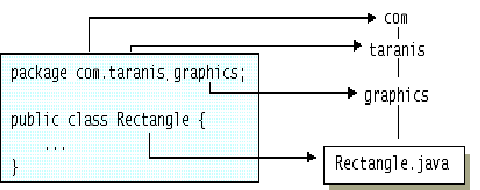 com
taranis
package com.taranis.graphics;
graphics
public class Rectangle {
...
}
Rectangle.java